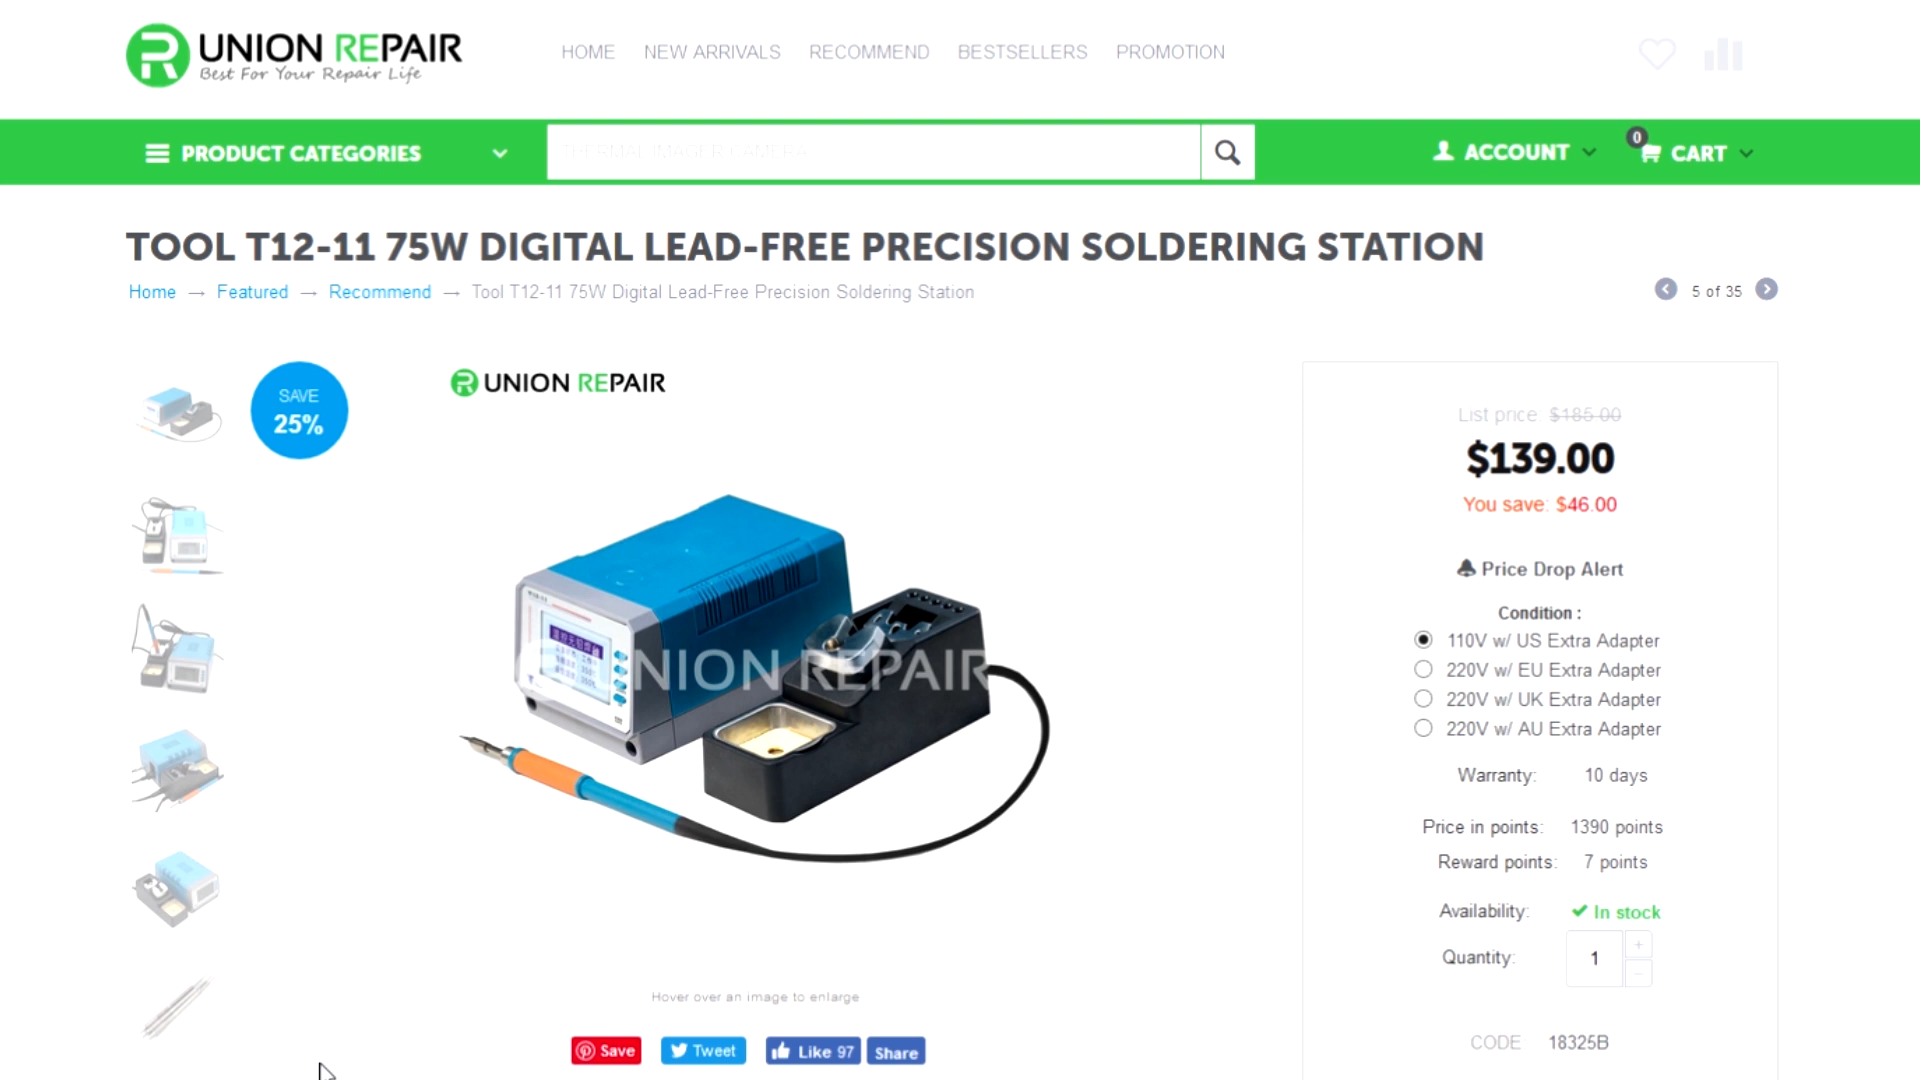 UNION REPAIR
Best For Your Repair Life
HOME NEW ARRIVALS RECOMMEND BESTSELLERS PROMOTION
PRODUCT CATEGORIES
THERMAL IMAGER CAMERA
ACCOUNT
0
CART
TOOL T12-11 75W DIGITAL LEAD-FREE PRECISION SOLDERING STATION
Home → Featured → Recommend → Tool T12-11 75W Digital Lead-Free Precision Soldering Station
5 of 35
SAVE
25%
UNION REPAIR
NION REPAIR
List price $185.00
$139.00
You save: $46.00
Price Drop Alert
Condition :
110V w/ US Extra Adapter
220V w/ EU Extra Adapter
220V w/ UK Extra Adapter
220V w/ AU Extra Adapter
Warranty: 10 days
Price in points: 1390 points
Reward points: 7 points
Availability: In stock
Quantity: 1
Hover over an image to enlarge
Save
Tweet
Like 97
Share
CODE 18325B